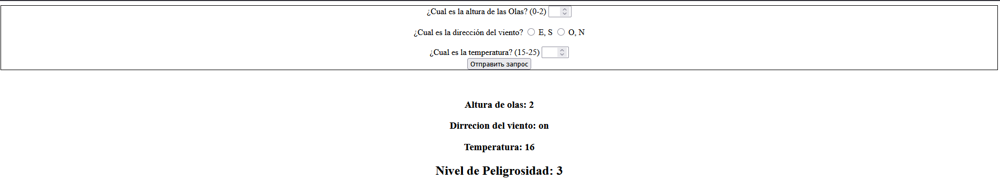 ¿Cual es la altura de las Olas? (0-2)
¿Cual es la dirección del viento? E, S O, N
¿Cual es la temperatura? (15-25)
Отправить запрос
Altura de olas: 2
Dirrecion del viento: on
Temperatura: 16
Nivel de Peligrosidad: 3